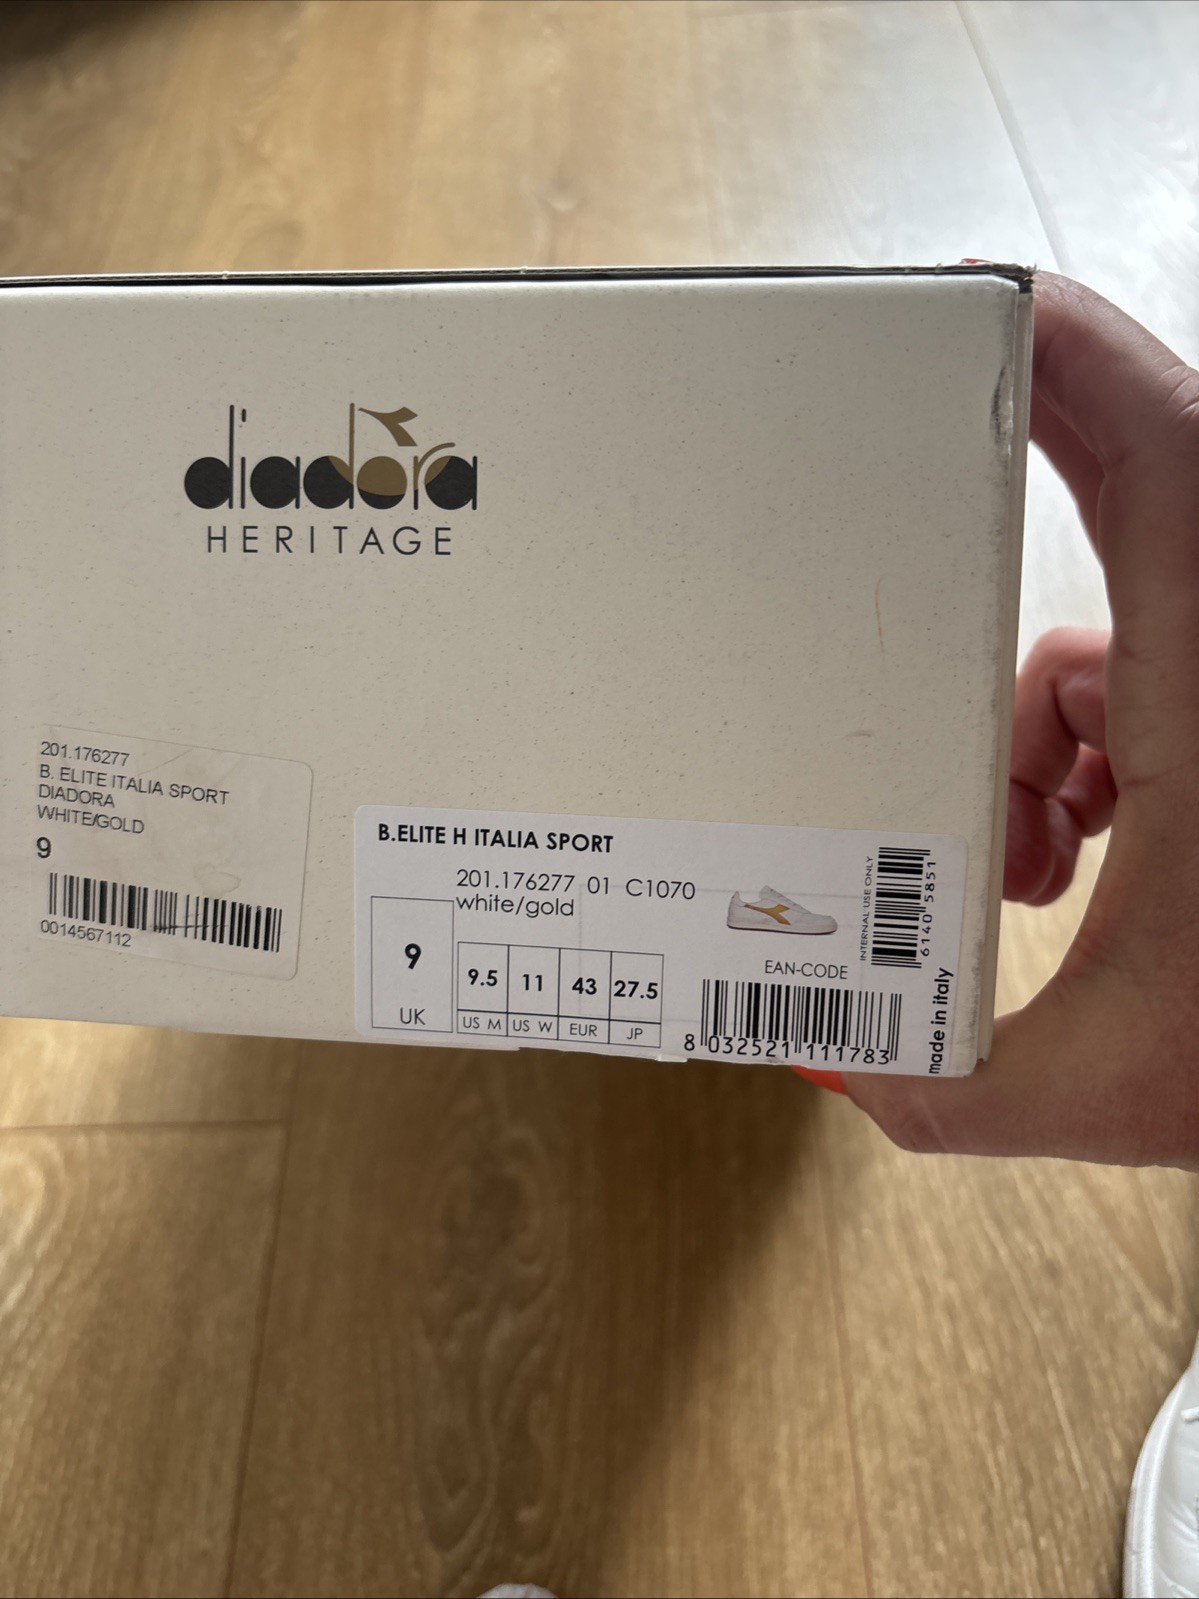 diadora
HERITAGE
201.176277
B. ELITE ITALIA SPORT
DIADORA
WHITE/GOLD
9
0014567112
B.ELITE H ITALIA SPORT
201.176277 01 C1070
white/gold
9
UK
9.5 11 43 27.5
US M US W EUR JP
EAN-CODE
8 032521 111783
INTERNAL USE ONLY
6140 5851
made in italy